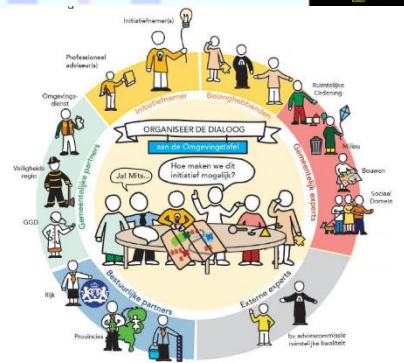 Initiatiefnemer(s)
Professioneel
adviseur(s)
Omgevings-
dienst
Veiligheids
regio
GGD
Rijk
Provincies
Initiatiefnemer
Belanghebbenden
Ruimtelijke
Ordening
Milieu
Bouwen
Sociaal
Domein
Gemeentelijk experts
Gemeentelijke partners
ORGANISEER DE DIALOOG
aan de Omgevingstafel
Hoe maken we dit
initiatief mogelijk?
Ja! Mits...
Bestuurlijke partners
Externe experts
bv adviescommissie
ruimtelijke kwaliteit